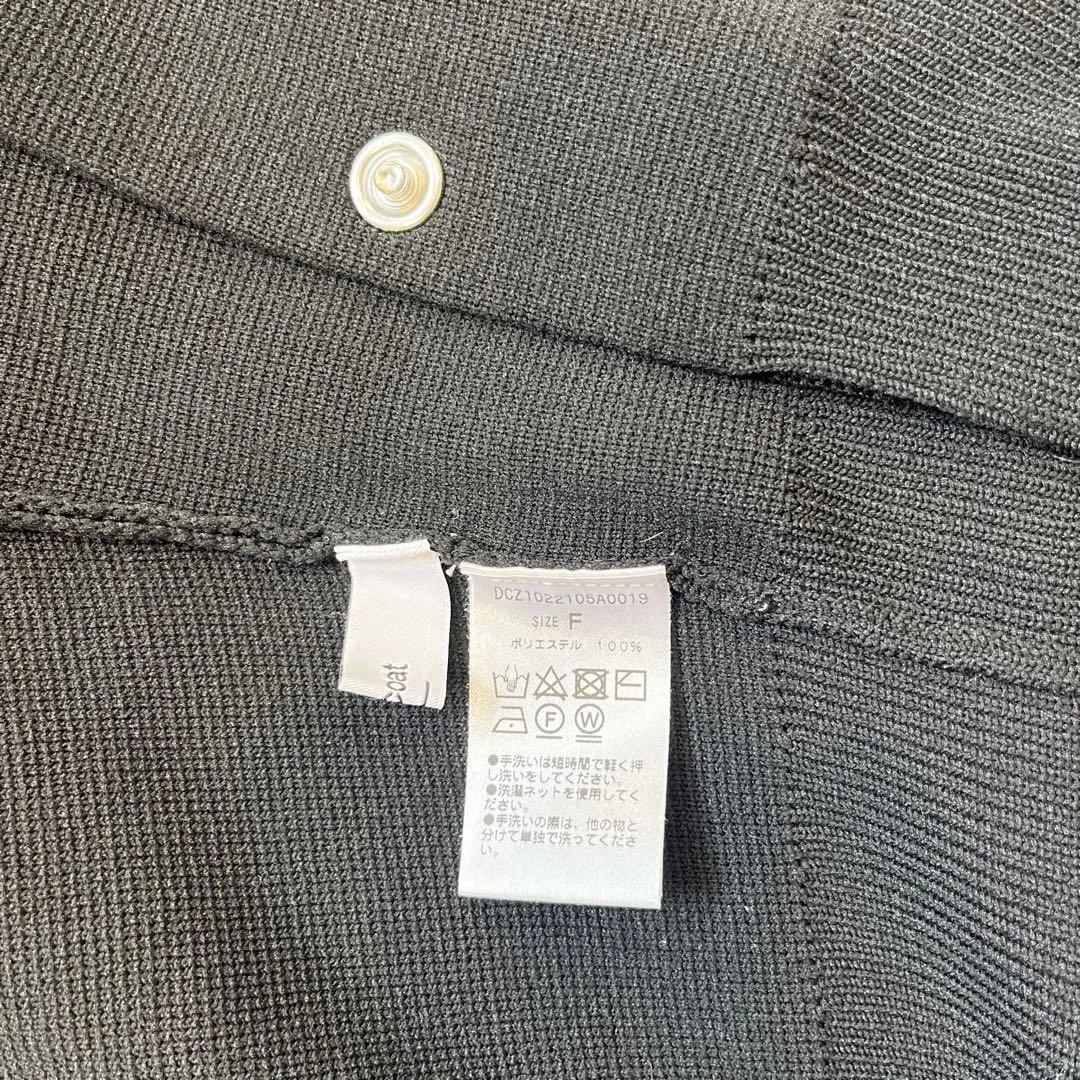 DCZ1022105A0019
SIZE F
ポリエステル 100%
F W
●手洗いは短時間で軽く押
し洗いをしてください。
●洗濯ネットを使用してく
ださい。
●手洗いの際は、他の物と
分けて単独で洗ってくださ
い。
coat